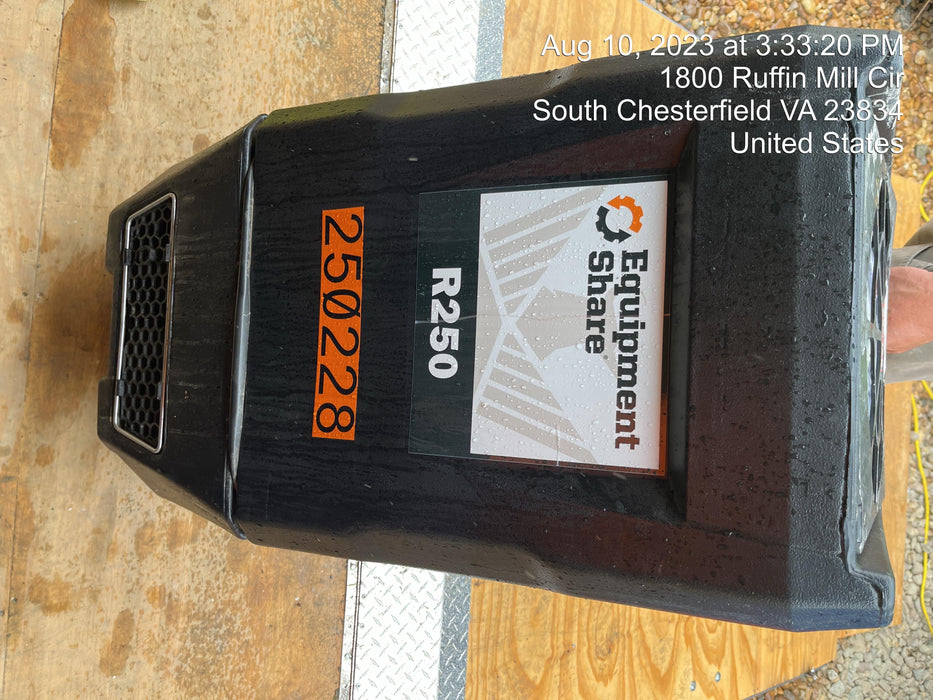 Aug 10, 2023 at 3:33:20 PM
1800 Ruffin Mill Cir
South Chesterfield VA 23834
United States
Equipment
Share
R250
250228